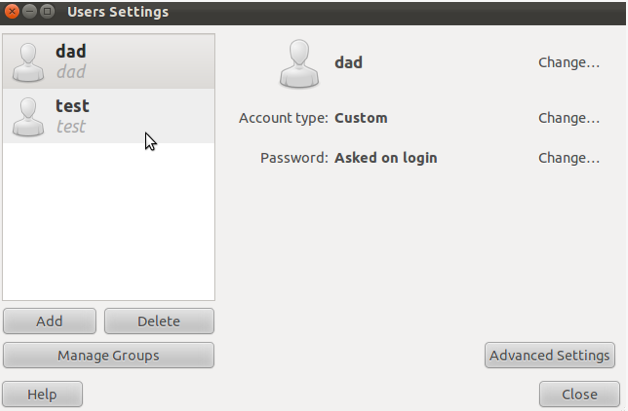 Users Settings
dad
dad
test
test
dad Change...
Account type: Custom Change...
Password: Asked on login Change...
Add Delete
Manage Groups
Advanced Settings
Help
Close